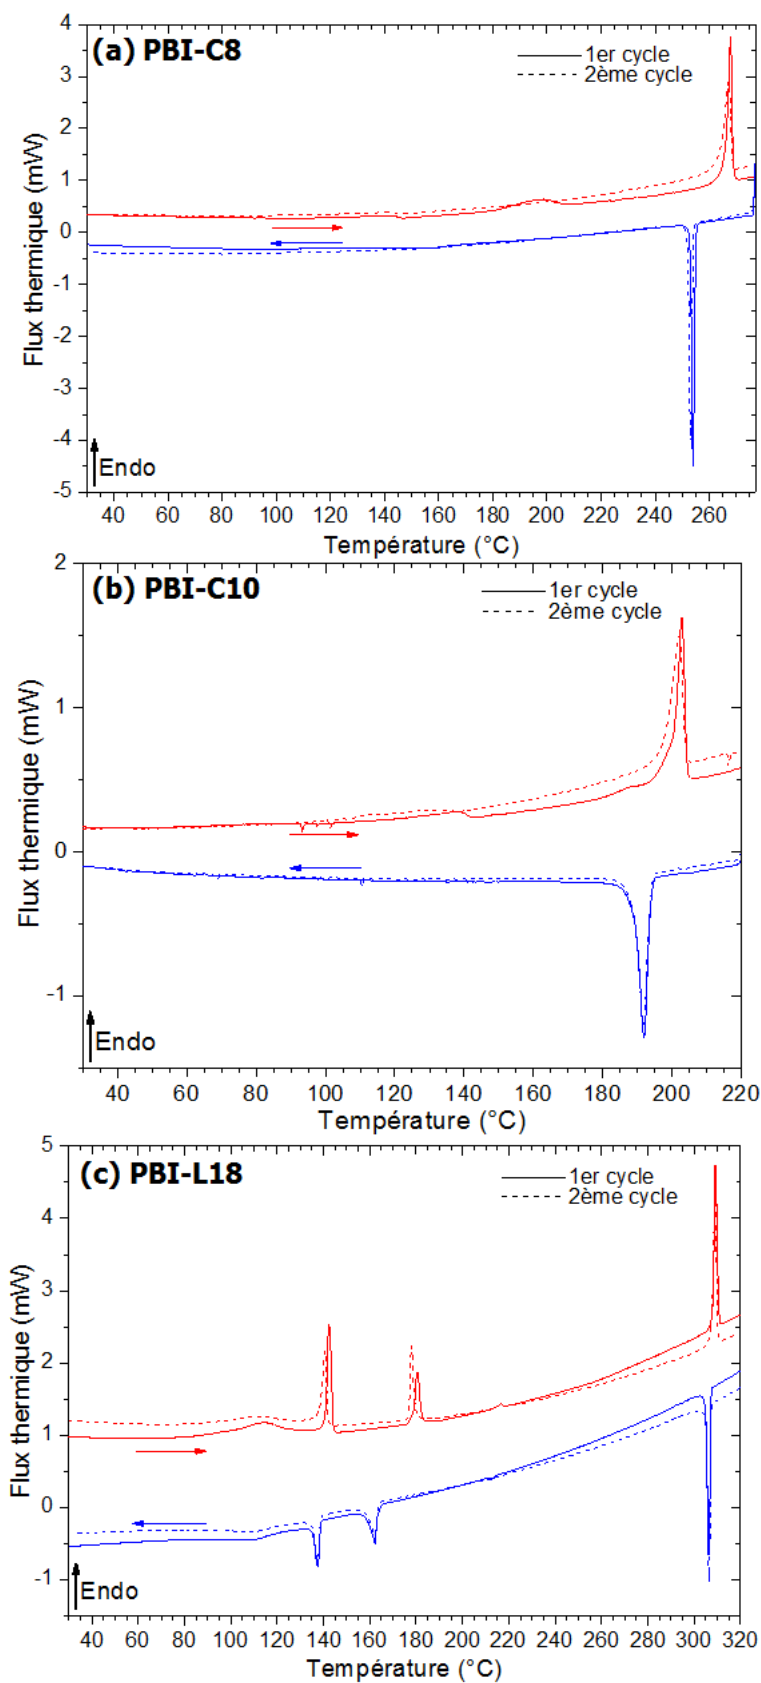 (a) PBI-C8
1er cycle
2ème cycle
4
3
2
1
0
-1
-2
-3
-4
-5
Flux thermique (mW)
Endo
40 60 80 100 120 140 160 180 200 220 240 260
Température (°C)
(b) PBI-C10
1er cycle
2ème cycle
2
1
0
-1
Flux thermique (mW)
Endo
40 60 80 100 120 140 160 180 200 220
Température (°C)
(c) PBI-L18
1er cycle
2ème cycle
5
4
3
2
1
0
-1
Flux thermique (mW)
Endo
40 60 80 100 120 140 160 180 200 220 240 260 280 300 320
Température (°C)